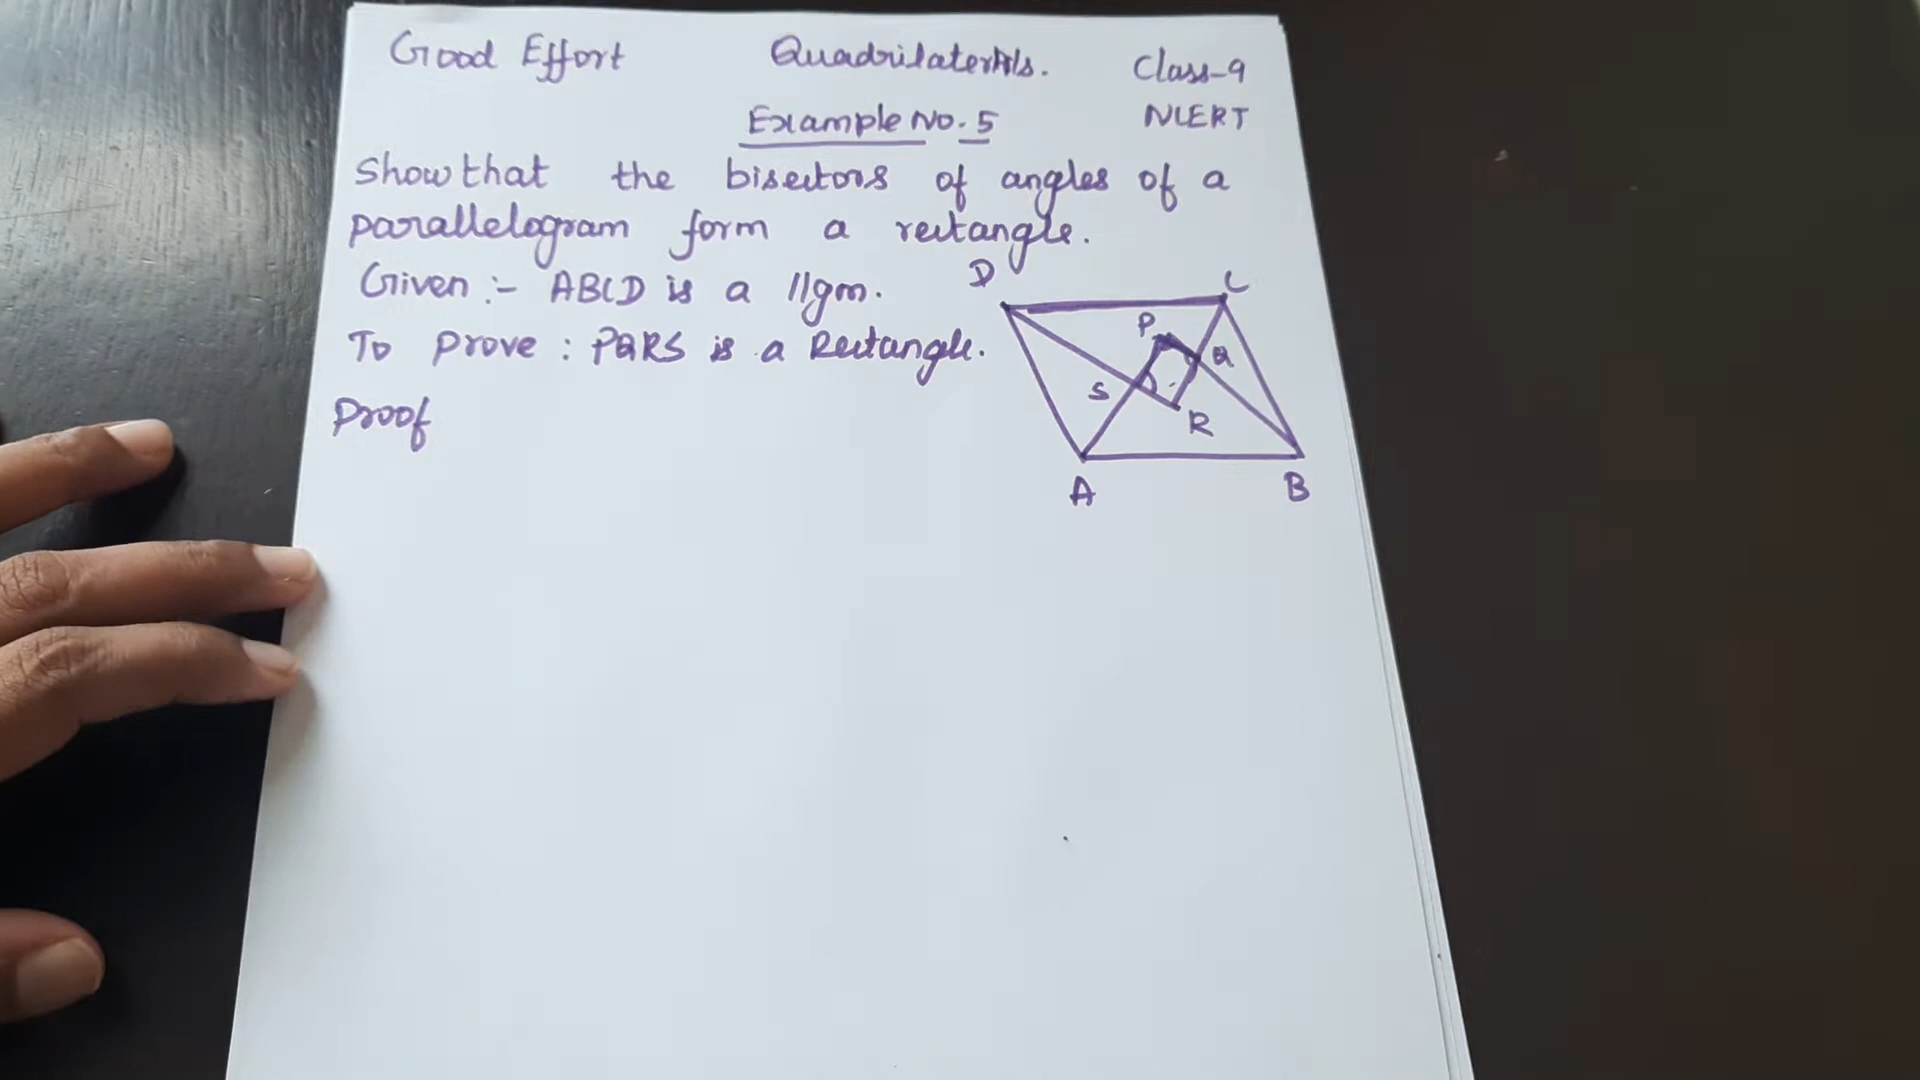 Good Effort Quadrilaterals. Class-9
Example No. 5 NCERT
Show that the bisectors of angles of a
parallelogram form a rectangle.
Given :- ABCD is a ||gm.
To prove : PQRS is a Rectangle.
Proof
D C
P Q
S R
A B